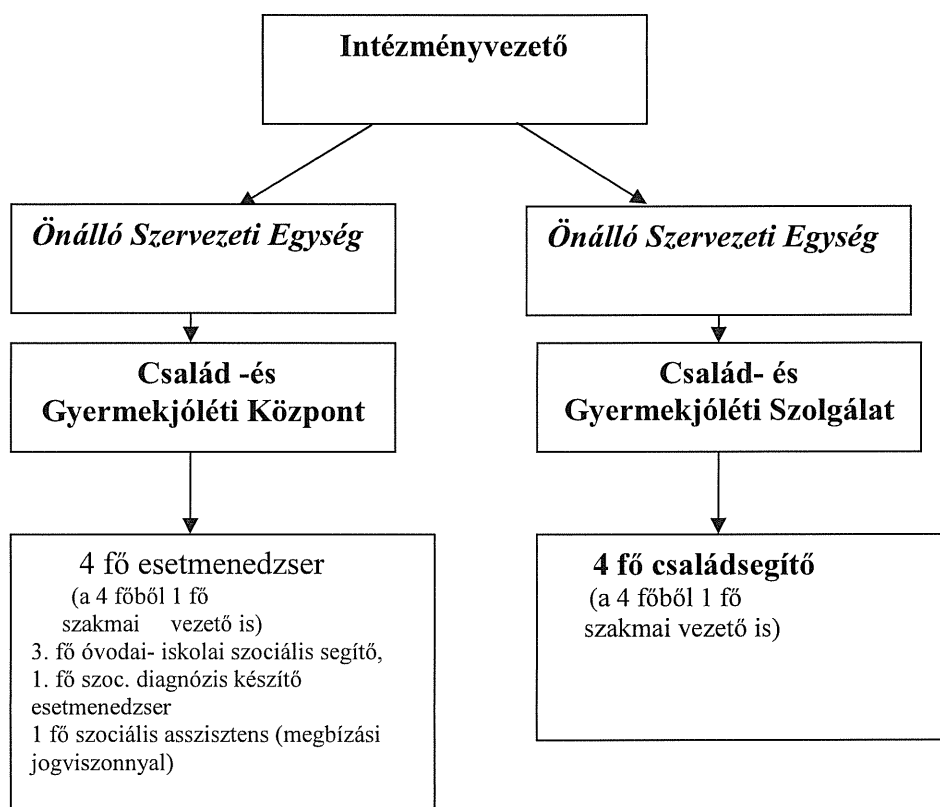 Intézményvezető
Önálló Szervezeti Egység
Önálló Szervezeti Egység
Család -és
Gyermekjóléti Központ
Család- és
Gyermekjóléti Szolgálat
4 fő esetmenedzser
(a 4 főből 1 fő
szakmai vezető is)
3. fő óvodai- iskolai szociális segítő,
1. fő szoc. diagnózis készítő
esetmenedzser
1 fő szociális asszisztens (megbízási
jogviszonnyal)
4 fő családsegítő
(a 4 főből 1 fő
szakmai vezető is)